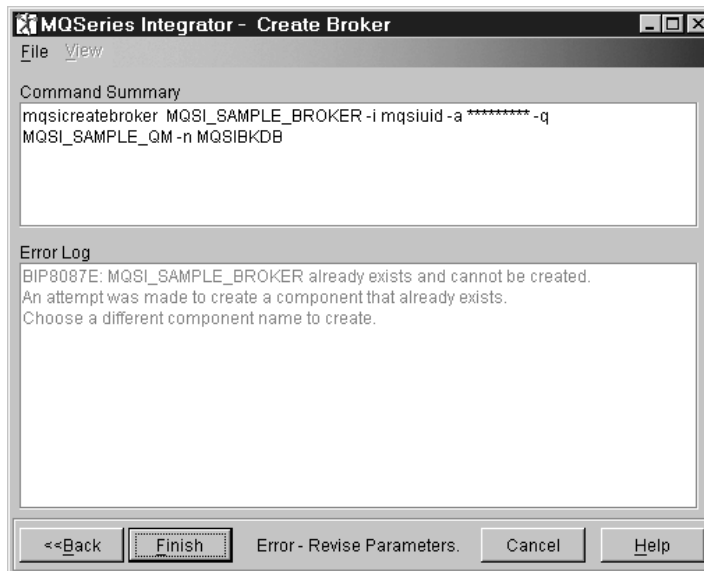 MQSeries Integrator - Create Broker
File View
Command Summary
mqsicreatebroker MQSI_SAMPLE_BROKER -i mqsiuid -a ********* -q
MQSI_SAMPLE_QM -n MQSIBKDB
Error Log
BIP8087E: MQSI_SAMPLE_BROKER already exists and cannot be created.
An attempt was made to create a component that already exists.
Choose a different component name to create.
<<Back Finish Error - Revise Parameters. Cancel Help